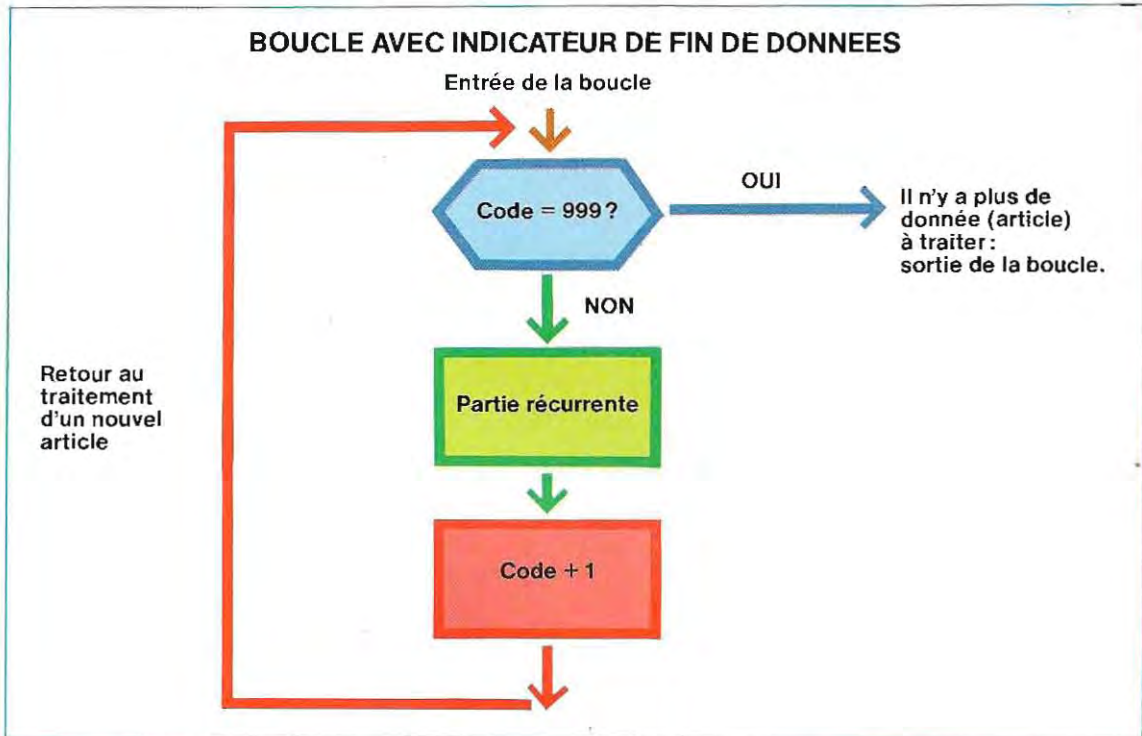 BOUCLE AVEC INDICATEUR DE FIN DE DONNEES
Entrée de la boucle
Code = 999?
OUI
Il n'y a plus de
donnée (article)
à traiter :
sortie de la boucle.
NON
Partie récurrente
Retour au
traitement
d'un nouvel
article
Code + 1